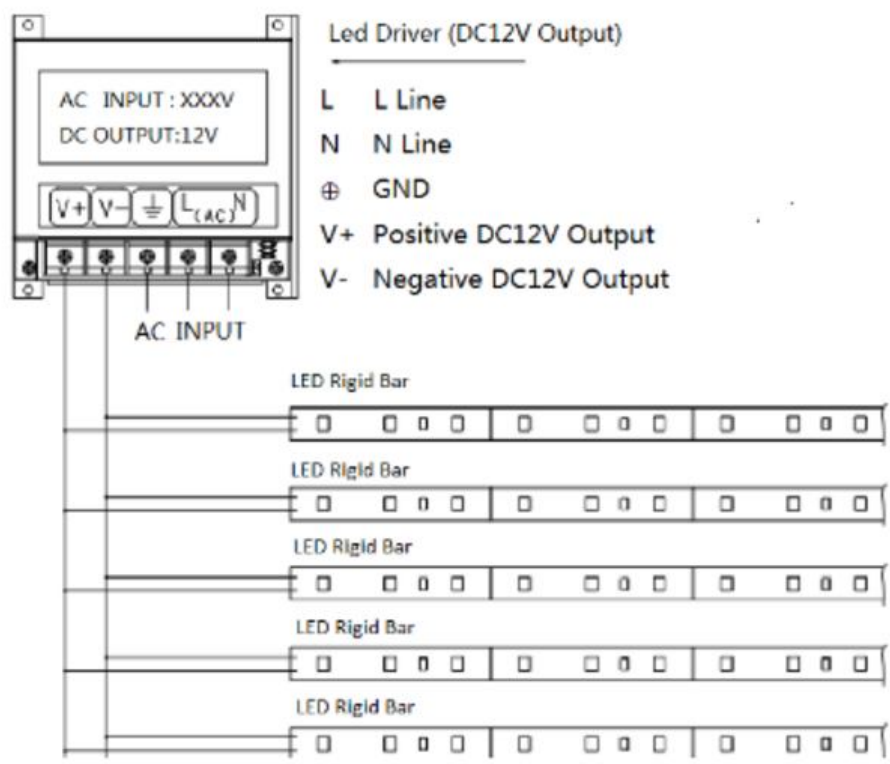 Led Driver (DC12V Output)
AC INPUT : XXXV
DC OUTPUT:12V
L L Line
N N Line
⊕ GND
V+ Positive DC12V Output
V- Negative DC12V Output
V+ V- ⏚ L (AC) N
AC INPUT
LED Rigid Bar
LED Rigid Bar
LED Rigid Bar
LED Rigid Bar
LED Rigid Bar